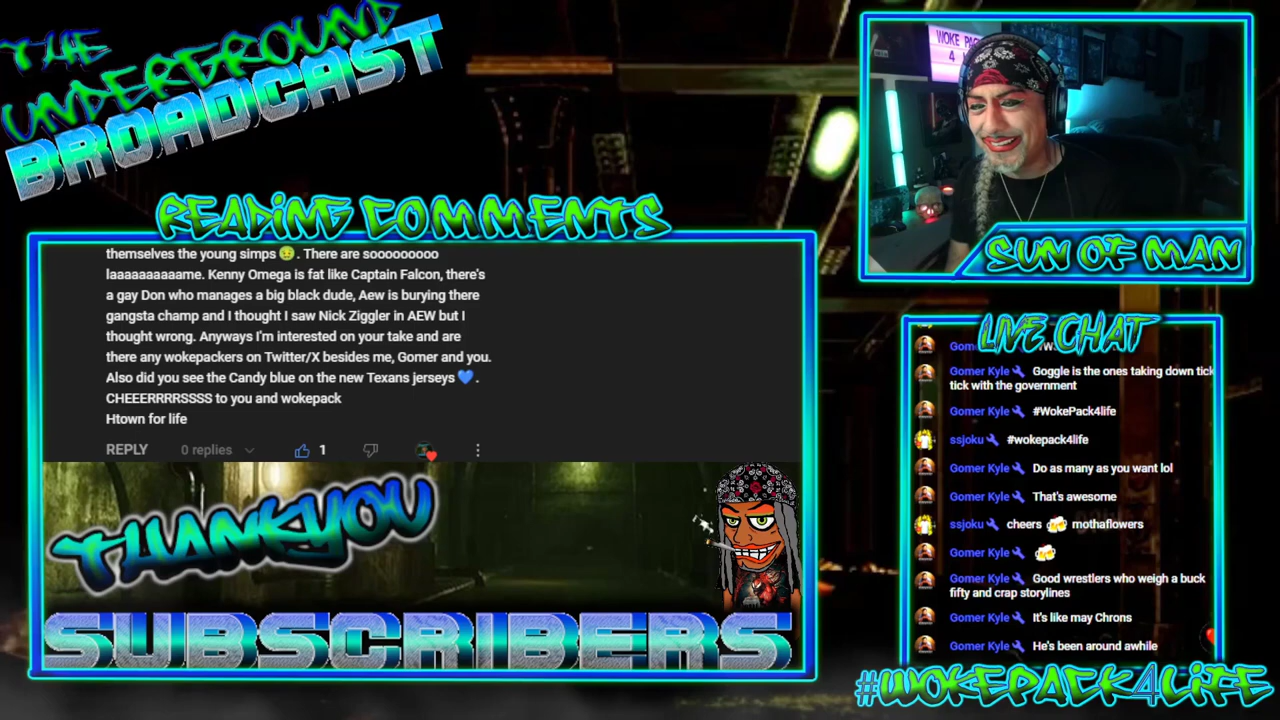 THE
UNDERGROUND
BROADCAST
READING COMMENTS
themselves the young simps 🤢. There are sooooooooo
laaaaaaaaame. Kenny Omega is fat like Captain Falcon, there's
a gay Don who manages a big black dude, Aew is burying there
gangsta champ and I thought I saw Nick Ziggler in AEW but I
thought wrong. Anyways I'm interested on your take and are
there any wokepackers on Twitter/X besides me, Gomer and you.
Also did you see the Candy blue on the new Texans jerseys 💙.
CHEEERRRRSSSS to you and wokepack
Htown for life
REPLY 0 replies 1
THANKYOU
SUBSCRIBERS
WOKE PAC
4
SUN OF MAN
LIVE CHAT
Gom
Gomer Kyle Goggle is the ones taking down tick
tick with the government
Gomer Kyle #WokePack4life
ssjoku #wokepack4life
Gomer Kyle Do as many as you want lol
Gomer Kyle That's awesome
ssjoku cheers 🍻 mothaflowers
Gomer Kyle 🍻
Gomer Kyle Good wrestlers who weigh a buck
fifty and crap storylines
Gomer Kyle It's like may Chrons
Gomer Kyle He's been around awhile
#WOKEPACK4LIFE